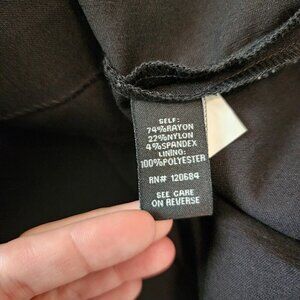 SELF:
74%RAYON
22%NYLON
4%SPANDEX
LINING:
100%POLYESTER
RN# 120684
SEE CARE
ON REVERSE